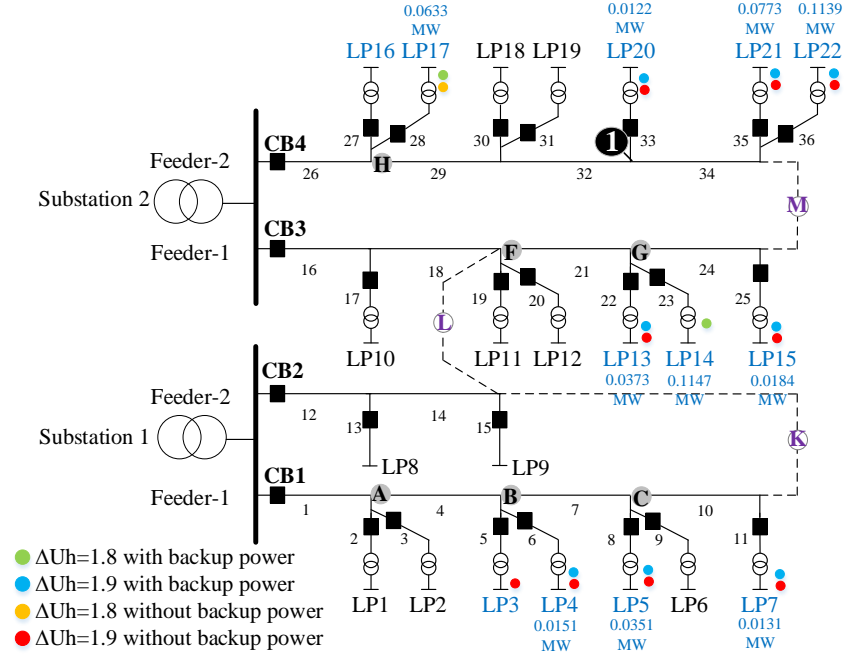 0.0633
MW
0.0122
MW
0.0773
MW
0.1139
MW
LP16 LP17 LP18 LP19 LP20 LP21 LP22
27 28 30 31 33 35 36
1
CB4
Feeder-2
26 H 29 32 34
Substation 2
M
CB3
Feeder-1
16 18 F 21 G 24
17 19 20 22 23 25
L
LP10 LP11 LP12 LP13 LP14 LP15
0.0373
MW
0.1147
MW
0.0184
MW
CB2
Feeder-2
12 14
13 15
Substation 1
K
LP8 LP9
CB1
Feeder-1
A B C
1 4 7 10
2 3 5 6 8 9 11
LP1 LP2 LP3 LP4 LP5 LP6 LP7
0.0151
MW
0.0351
MW
0.0131
MW
ΔUh=1.8 with backup power
ΔUh=1.9 with backup power
ΔUh=1.8 without backup power
ΔUh=1.9 without backup power